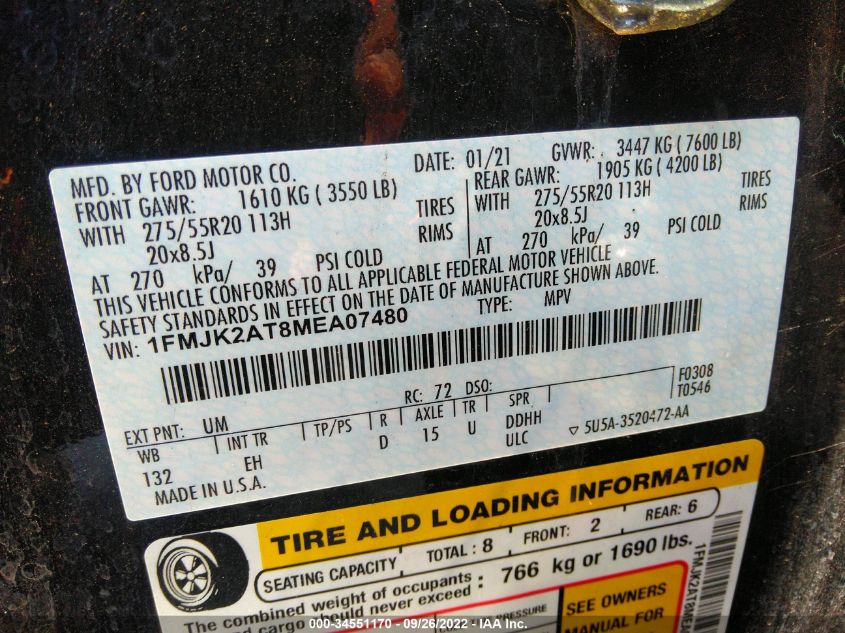 MFD. BY FORD MOTOR CO.
DATE: 01/21 GVWR: 3447 KG ( 7600 LB)
FRONT GAWR: 1610 KG ( 3550 LB)
REAR GAWR: 1905 KG ( 4200 LB)
WITH 275/55R20 113H TIRES
WITH 275/55R20 113H TIRES
20x8.5J RIMS
20x8.5J RIMS
AT 270 kPa/ 39 PSI COLD
AT 270 kPa/ 39 PSI COLD
THIS VEHICLE CONFORMS TO ALL APPLICABLE FEDERAL MOTOR VEHICLE
SAFETY STANDARDS IN EFFECT ON THE DATE OF MANUFACTURE SHOWN ABOVE.
VIN: 1FMJK2AT8MEA07480 TYPE: MPV
F0308
T0546
EXT PNT: UM RC: 72 DSO:
WB INT TR TP/PS R AXLE TR SPR
132 EH D 15 U DDHH
ULC
5U5A-3520472-AA
MADE IN U.S.A.
TIRE AND LOADING INFORMATION
SEATING CAPACITY TOTAL : 8 FRONT: 2 REAR: 6
The combined weight of occupants
and cargo should never exceed : 766 kg or 1690 lbs.
PRESSURE
SEE OWNERS
MANUAL FOR
000-34551170 - 09/26/2022 - IAA Inc.